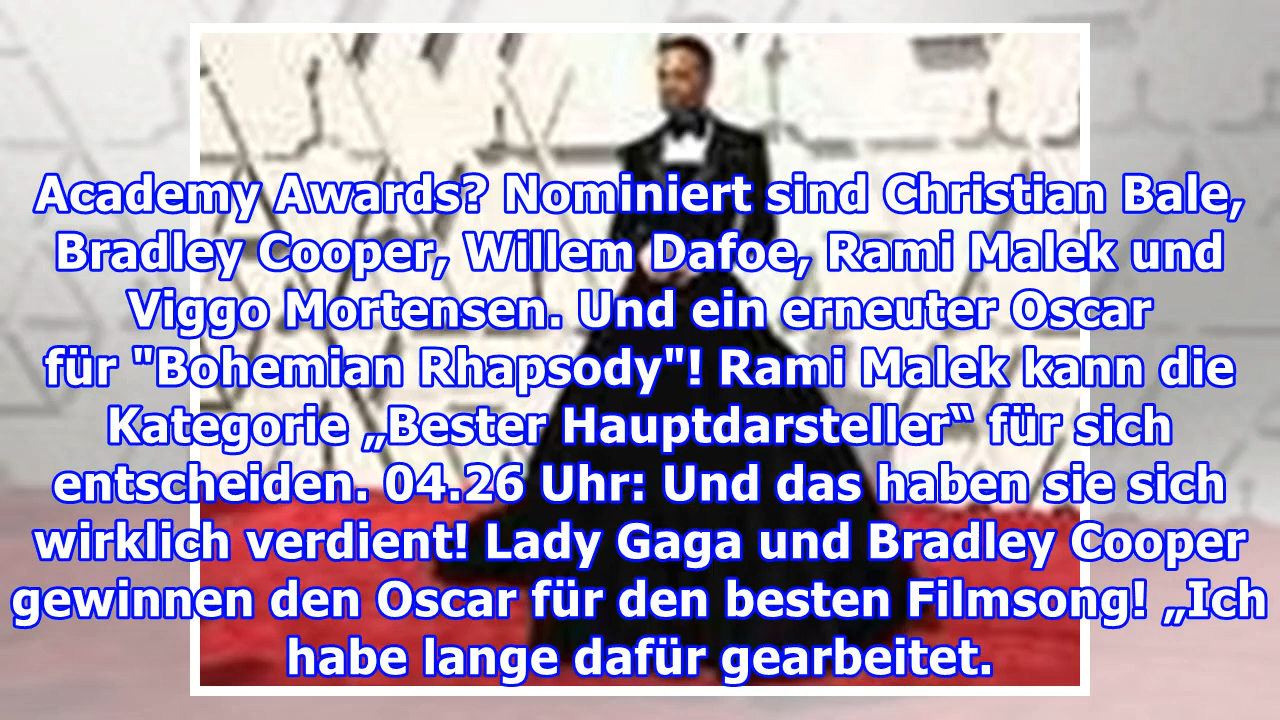 Academy Awards? Nominiert sind Christian Bale,
Bradley Cooper, Willem Dafoe, Rami Malek und
Viggo Mortensen. Und ein erneuter Oscar
für "Bohemian Rhapsody"! Rami Malek kann die
Kategorie „Bester Hauptdarsteller“ für sich
entscheiden. 04.26 Uhr: Und das haben sie sich
wirklich verdient! Lady Gaga und Bradley Cooper
gewinnen den Oscar für den besten Filmsong! „Ich
habe lange dafür gearbeitet.